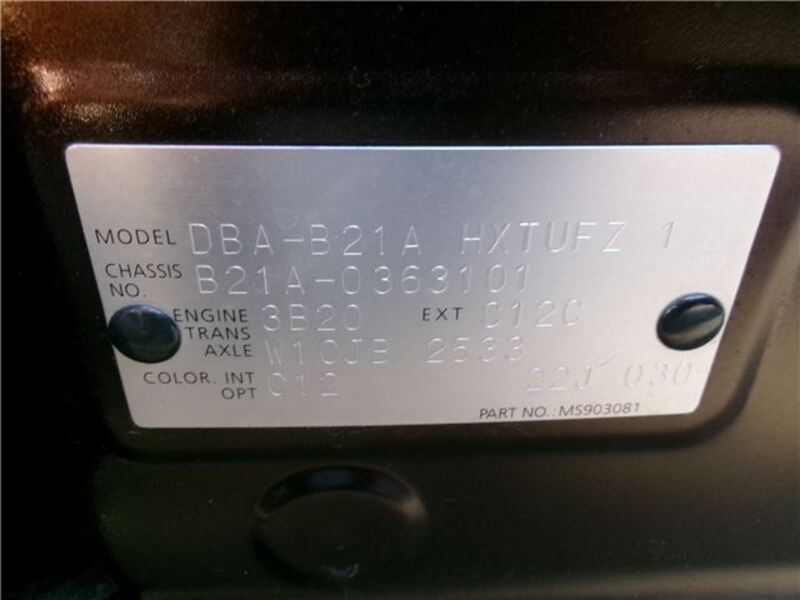 MODEL DBA-B21A HXTUFZ 1
CHASSIS NO. B21A-0363101
ENGINE 3B20 EXT C12C
TRANS AXLE W1CJB 2533
COLOR. INT OPT C12 22J 030
PART NO.: MS903081